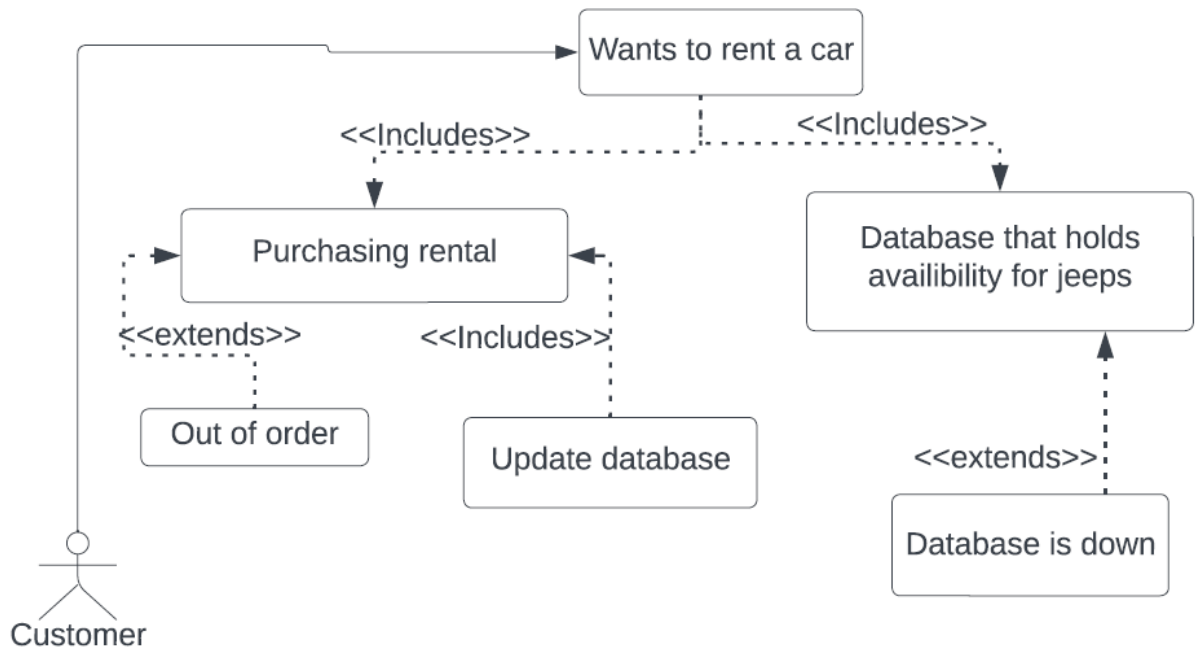 Wants to rent a car
<<Includes>>
<<Includes>>
Purchasing rental
Database that holds
availibility for jeeps
<<extends>>
<<Includes>>
Out of order
Update database
<<extends>>
Database is down
Customer